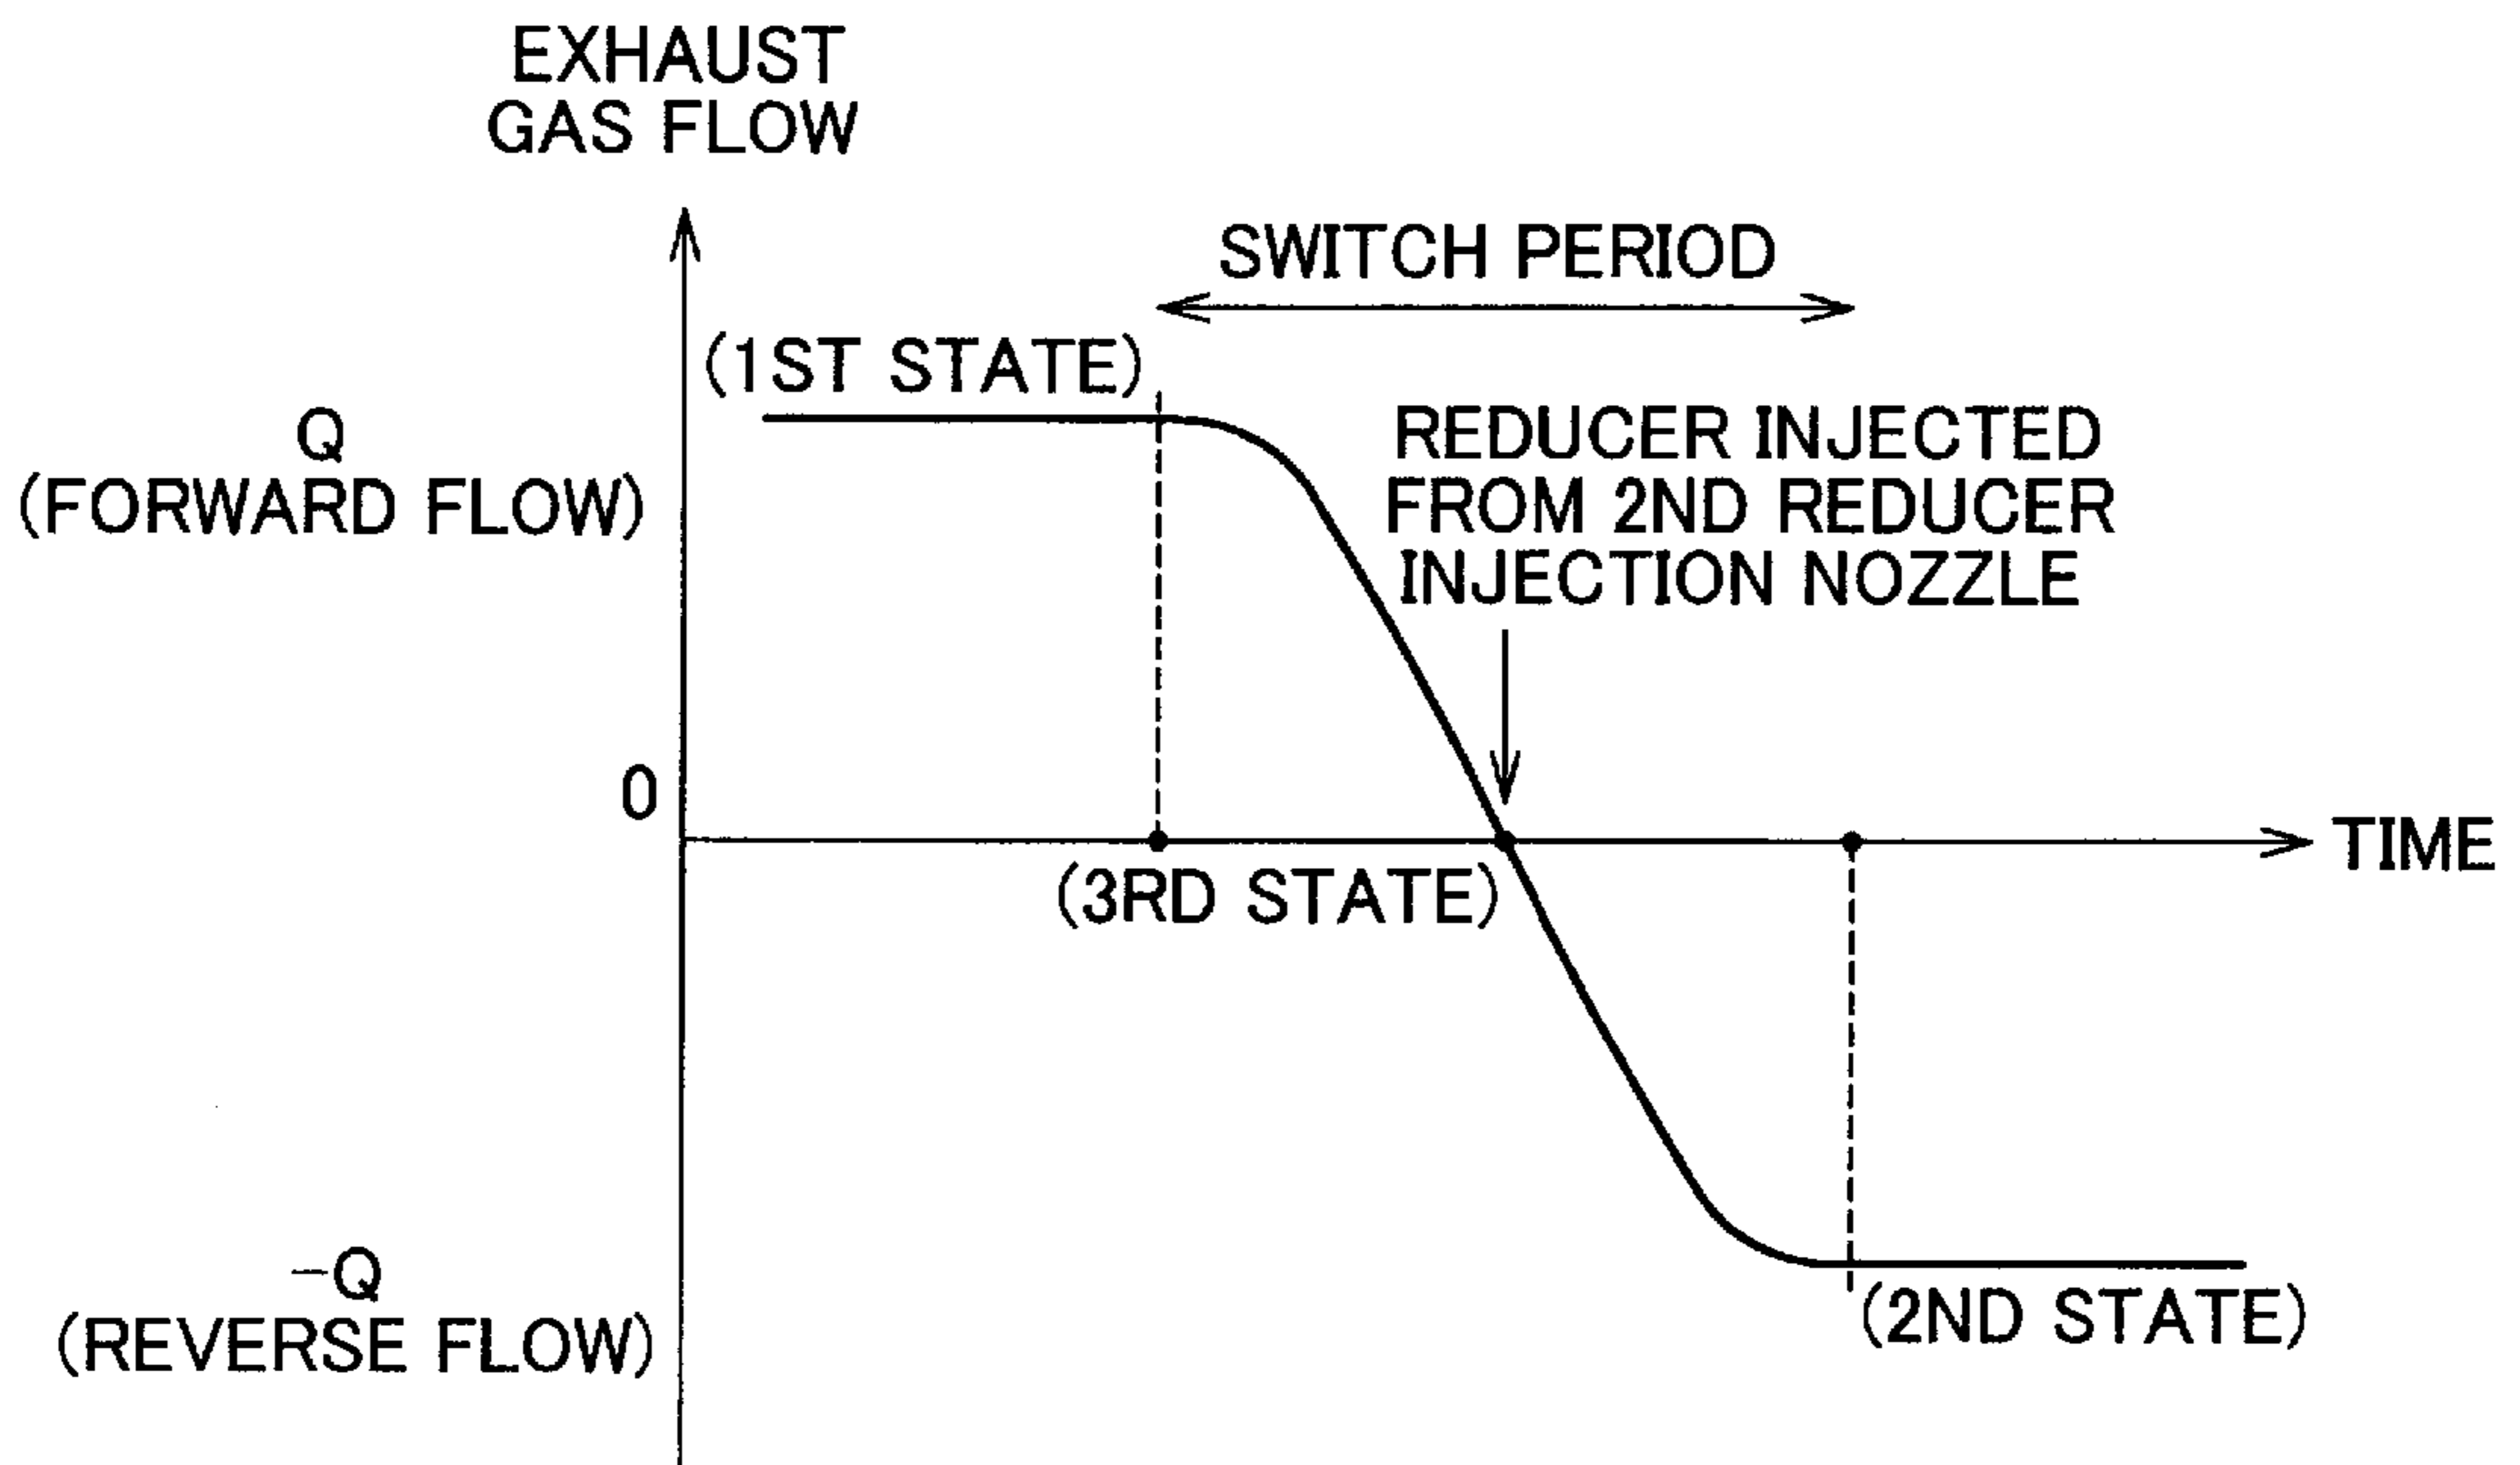 EXHAUST
GAS FLOW
SWITCH PERIOD
(1ST STATE)
Q
(FORWARD FLOW)
REDUCER INJECTED
FROM 2ND REDUCER
INJECTION NOZZLE
0
TIME
(3RD STATE)
-Q
(REVERSE FLOW)
(2ND STATE)